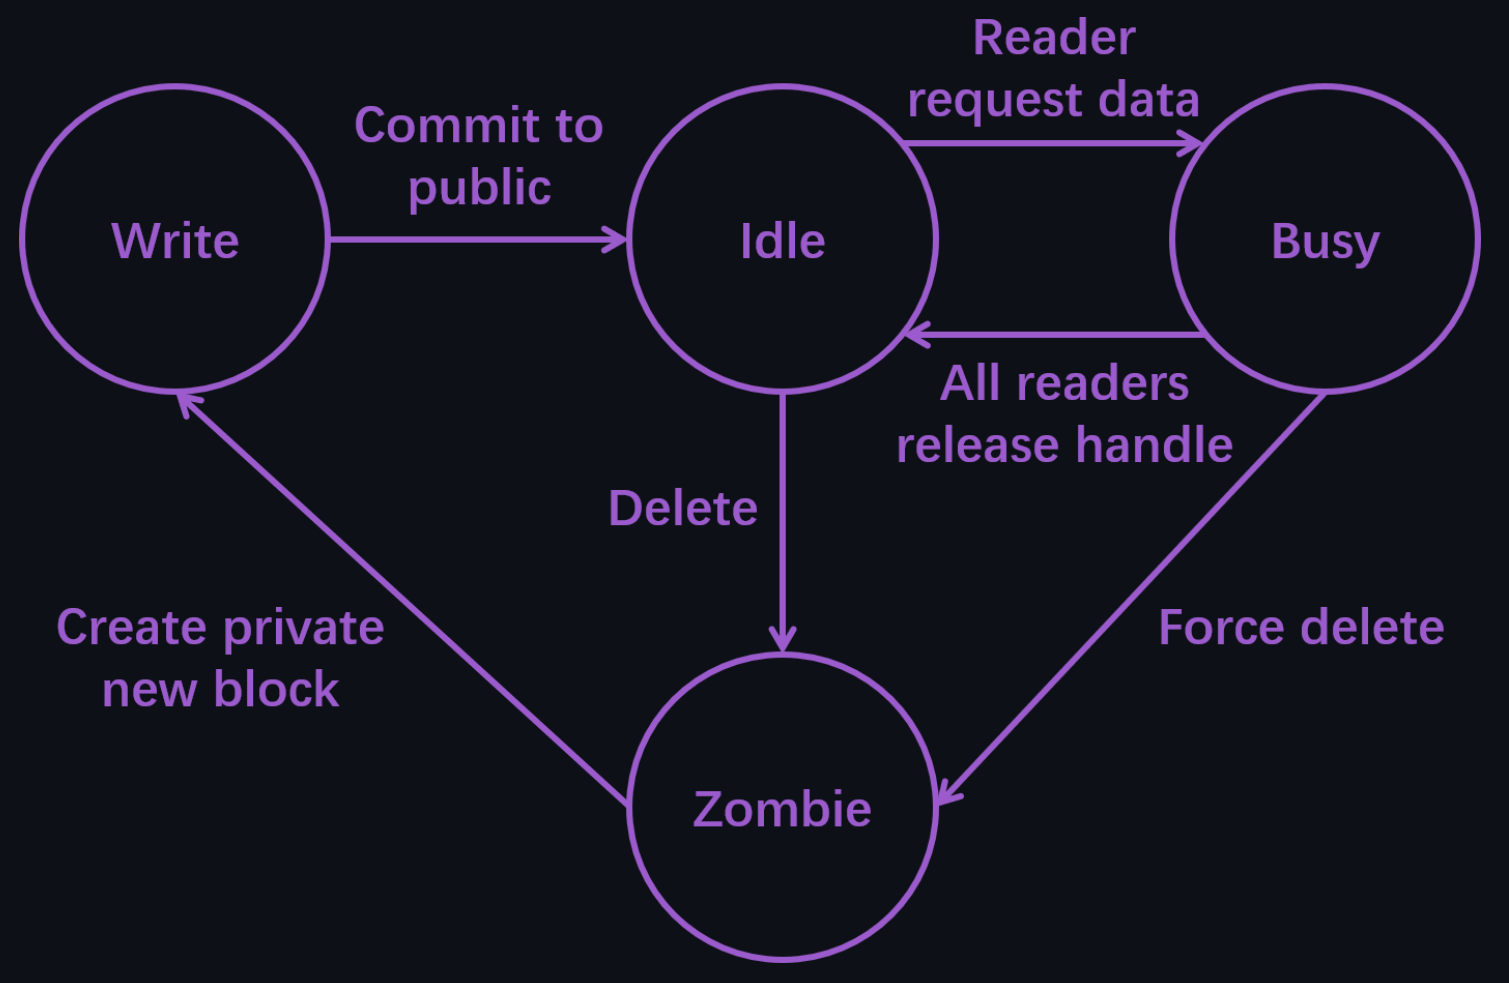 Reader
request data
Commit to
public
Write
Idle
Busy
All readers
release handle
Delete
Create private
new block
Force delete
Zombie